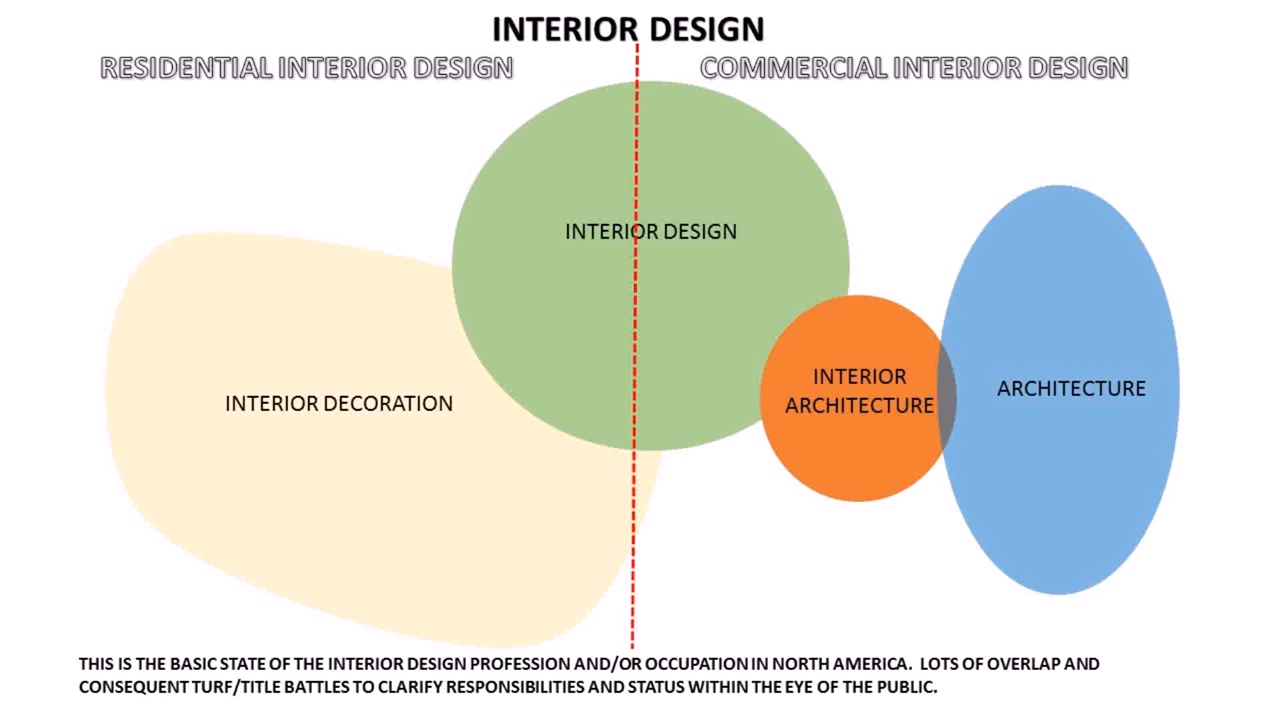 INTERIOR DESIGN
RESIDENTIAL INTERIOR DESIGN
COMMERCIAL INTERIOR DESIGN
INTERIOR DESIGN
INTERIOR DECORATION
INTERIOR
ARCHITECTURE
ARCHITECTURE
THIS IS THE BASIC STATE OF THE INTERIOR DESIGN PROFESSION AND/OR OCCUPATION IN NORTH AMERICA. LOTS OF OVERLAP AND
CONSEQUENT TURF/TITLE BATTLES TO CLARIFY RESPONSIBILITIES AND STATUS WITHIN THE EYE OF THE PUBLIC.